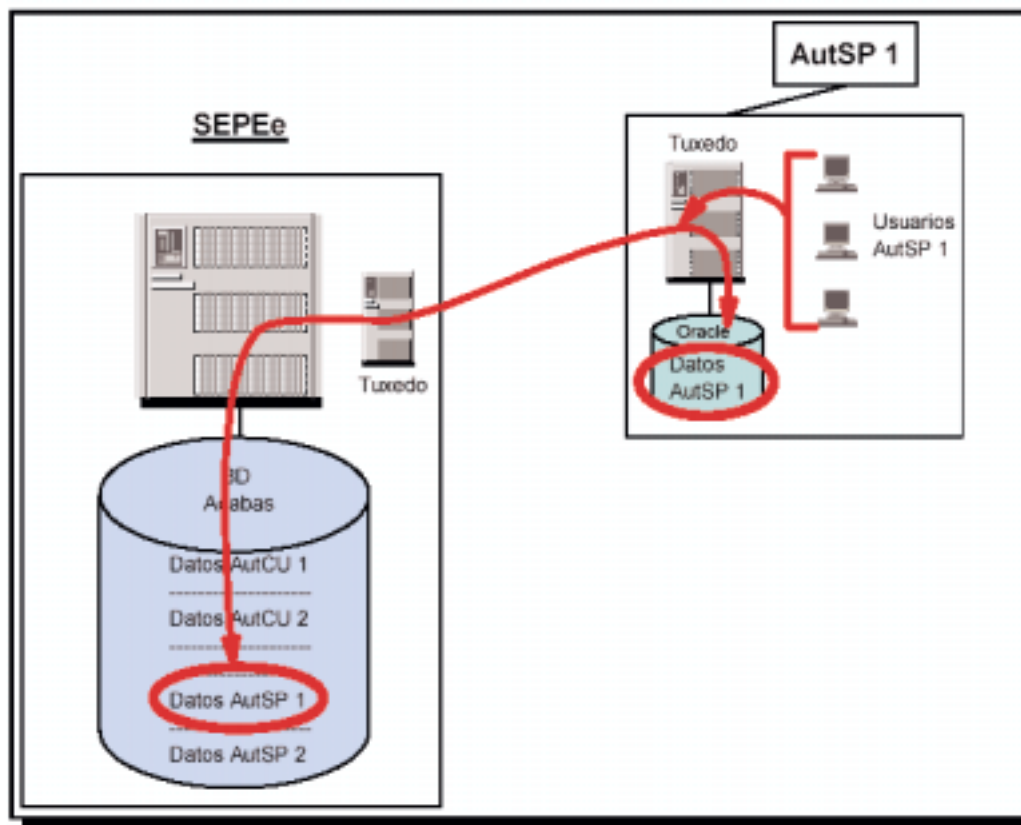 AutSP 1
SEPEe
Tuxedo
Usuarios
AutSP 1
Oracle
Datos
AutSP 1
Tuxedo
Datos AutCU 1
Datos AutCU 2
Datos AutSP 1
Datos AutSP 2